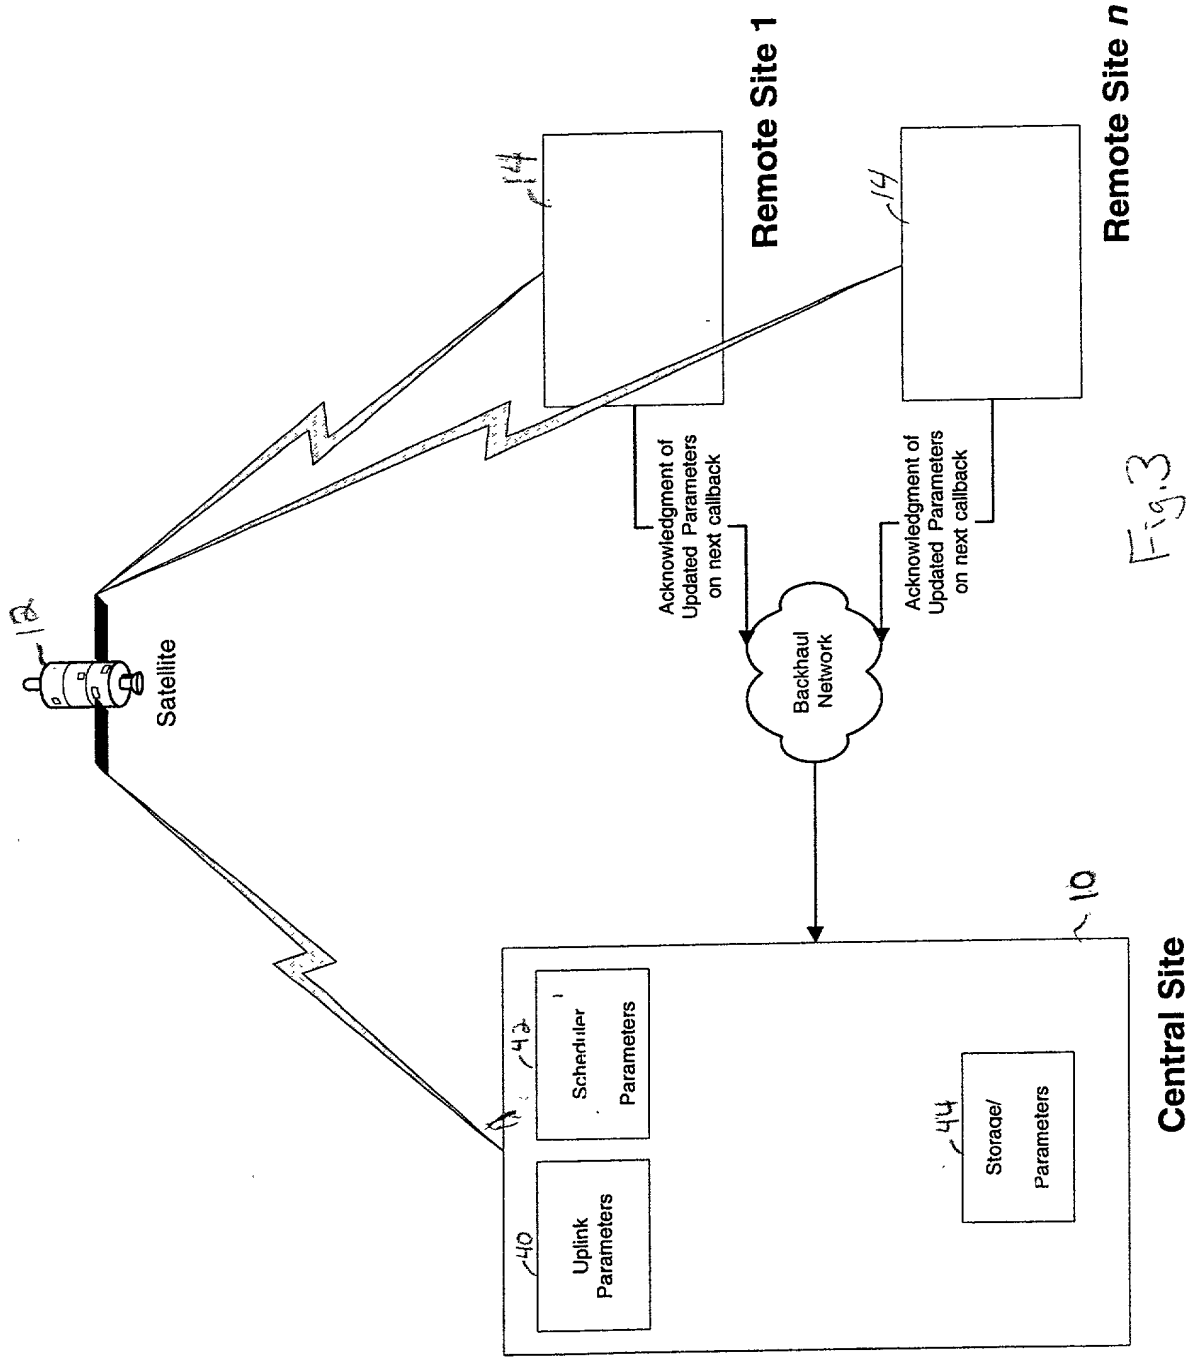 12
Satellite
14
Remote Site 1
14
Remote Site n
Acknowledgment of
Updated Parameters
on next callback
Acknowledgment of
Updated Parameters
on next callback
Backhaul
Network
40
Uplink
Parameters
42
Scheduler
Parameters
44
Storage/
Parameters
10
Central Site
Fig.3